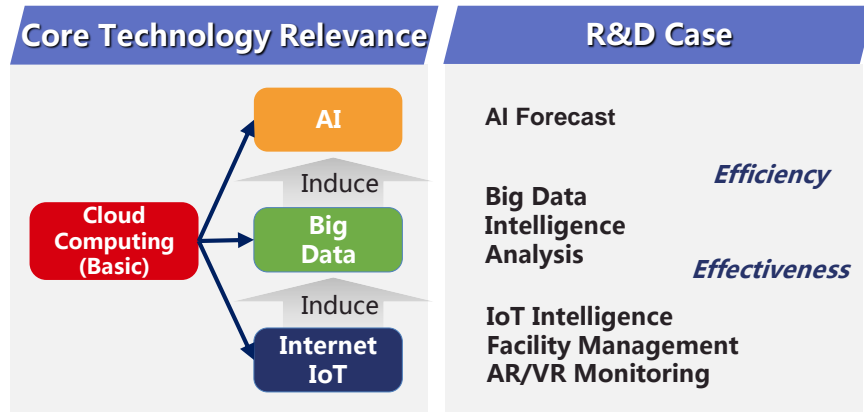 Core Technology Relevance
AI
Induce
Cloud
Computing
(Basic)
Big
Data
Induce
Internet
IoT
R&D Case
AI Forecast
Efficiency
Big Data
Intelligence
Analysis
Effectiveness
IoT Intelligence
Facility Management
AR/VR Monitoring